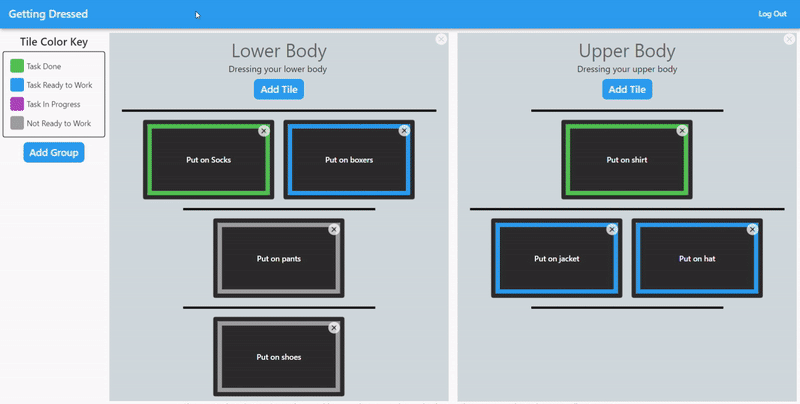 Getting Dressed
Log Out
Tile Color Key
Task Done
Task Ready to Work
Task In Progress
Not Ready to Work
Add Group
Lower Body
Dressing your lower body
Add Tile
Put on Socks
Put on boxers
Put on pants
Put on shoes
Upper Body
Dressing your upper body
Add Tile
Put on shirt
Put on jacket
Put on hat